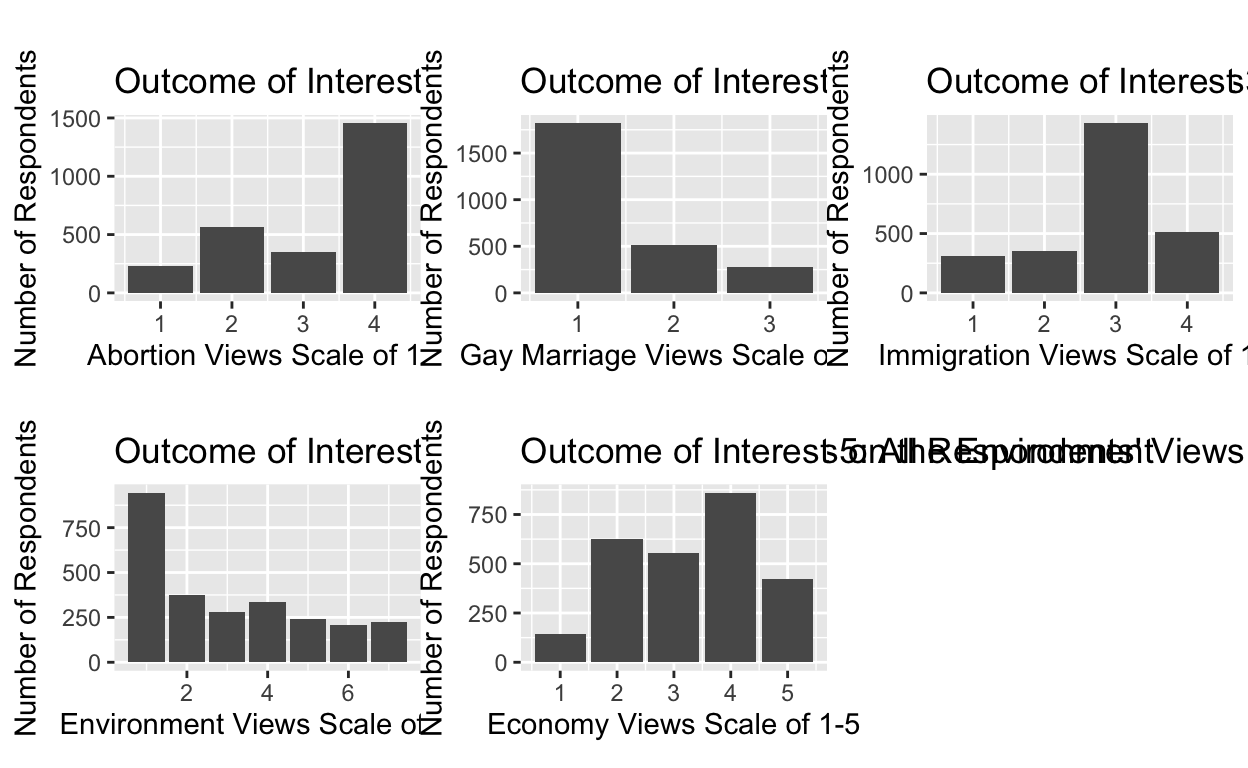 Outcome of Interest
Number of Respondents
1500
1000
500
0
1 2 3 4
Abortion Views Scale of 1
Outcome of Interest
Number of Respondents
1500
1000
500
0
1 2 3
Gay Marriage Views Scale o
Outcome of Interest
Number of Respondents
1000
500
0
1 2 3 4
Immigration Views Scale of 1
Outcome of Interest
Number of Respondents
750
500
250
0
2 4 6
Environment Views Scale of
Outcome of Interest Views
Number of Respondents
750
500
250
0
1 2 3 4 5
Economy Views Scale of 1-5